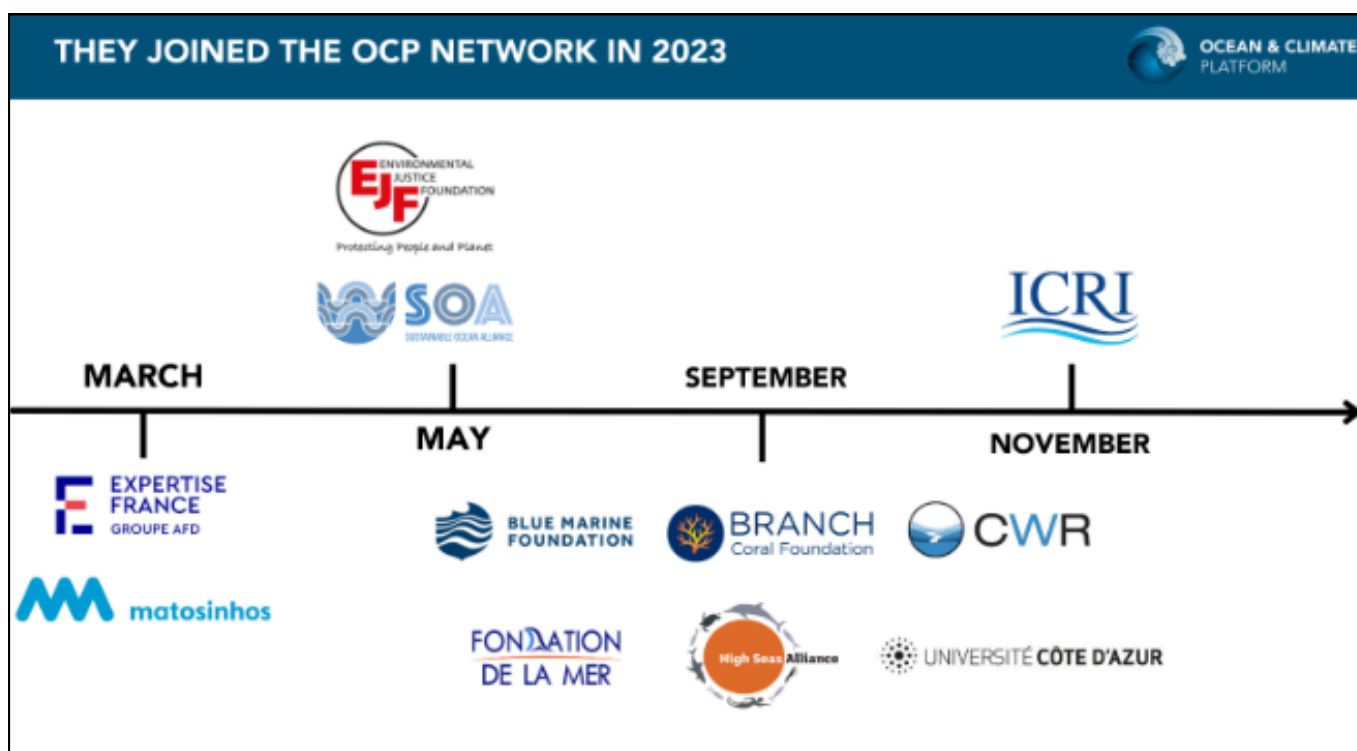 THEY JOINED THE OCP NETWORK IN 2023
OCEAN & CLIMATE
PLATFORM
EJF
ENVIRONMENTAL
JUSTICE
FOUNDATION
Protecting People and Planet
SOA
SUSTAINABLE OCEAN ALLIANCE
ICRI
MARCH
SEPTEMBER
MAY
NOVEMBER
EXPERTISE
FRANCE
GROUPE AFD
BLUE MARINE
FOUNDATION
BRANCH
Coral Foundation
CWR
matosinhos
FONDATION
DE LA MER
High Seas Alliance
UNIVERSITÉ CÔTE D'AZUR